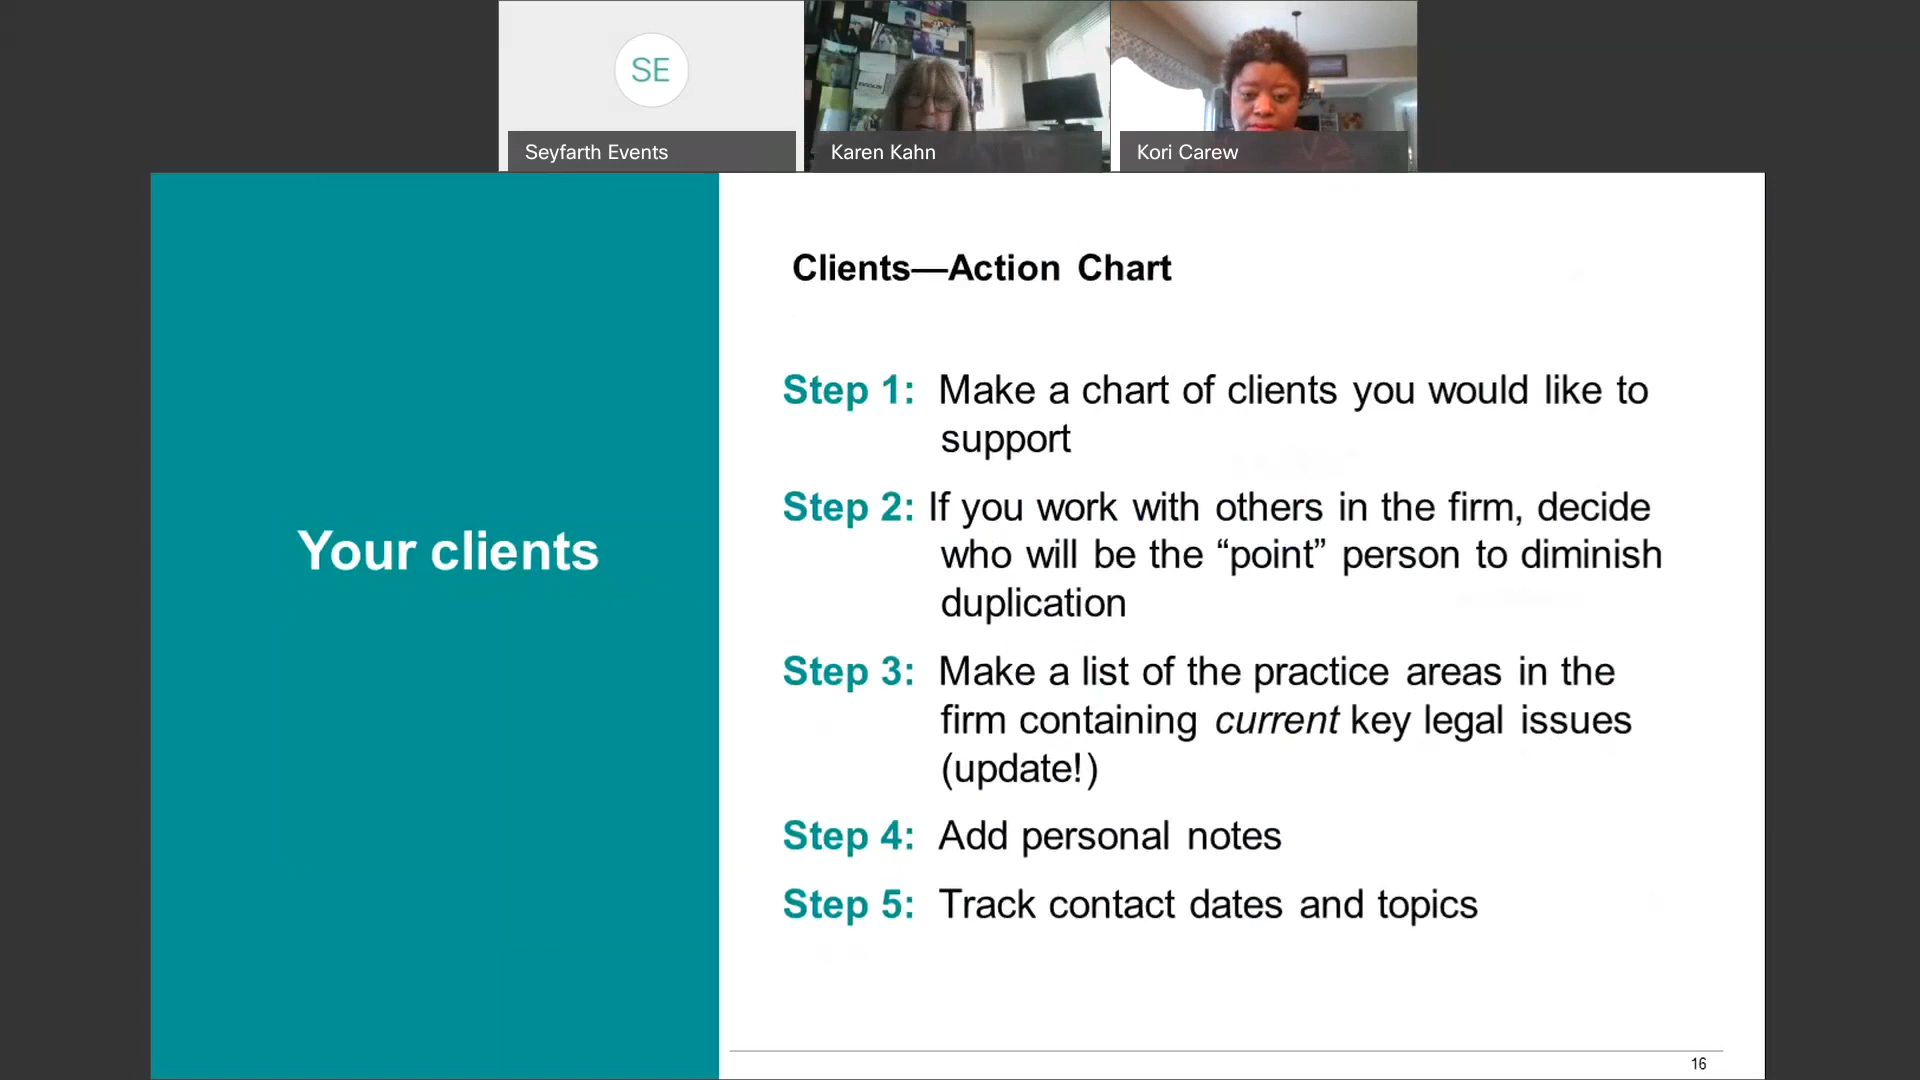 SE
Seyfarth Events
Karen Kahn
Kori Carew
Your clients
Clients—Action Chart
Step 1: Make a chart of clients you would like to
support
Step 2: If you work with others in the firm, decide
who will be the “point” person to diminish
duplication
Step 3: Make a list of the practice areas in the
firm containing current key legal issues
(update!)
Step 4: Add personal notes
Step 5: Track contact dates and topics
16